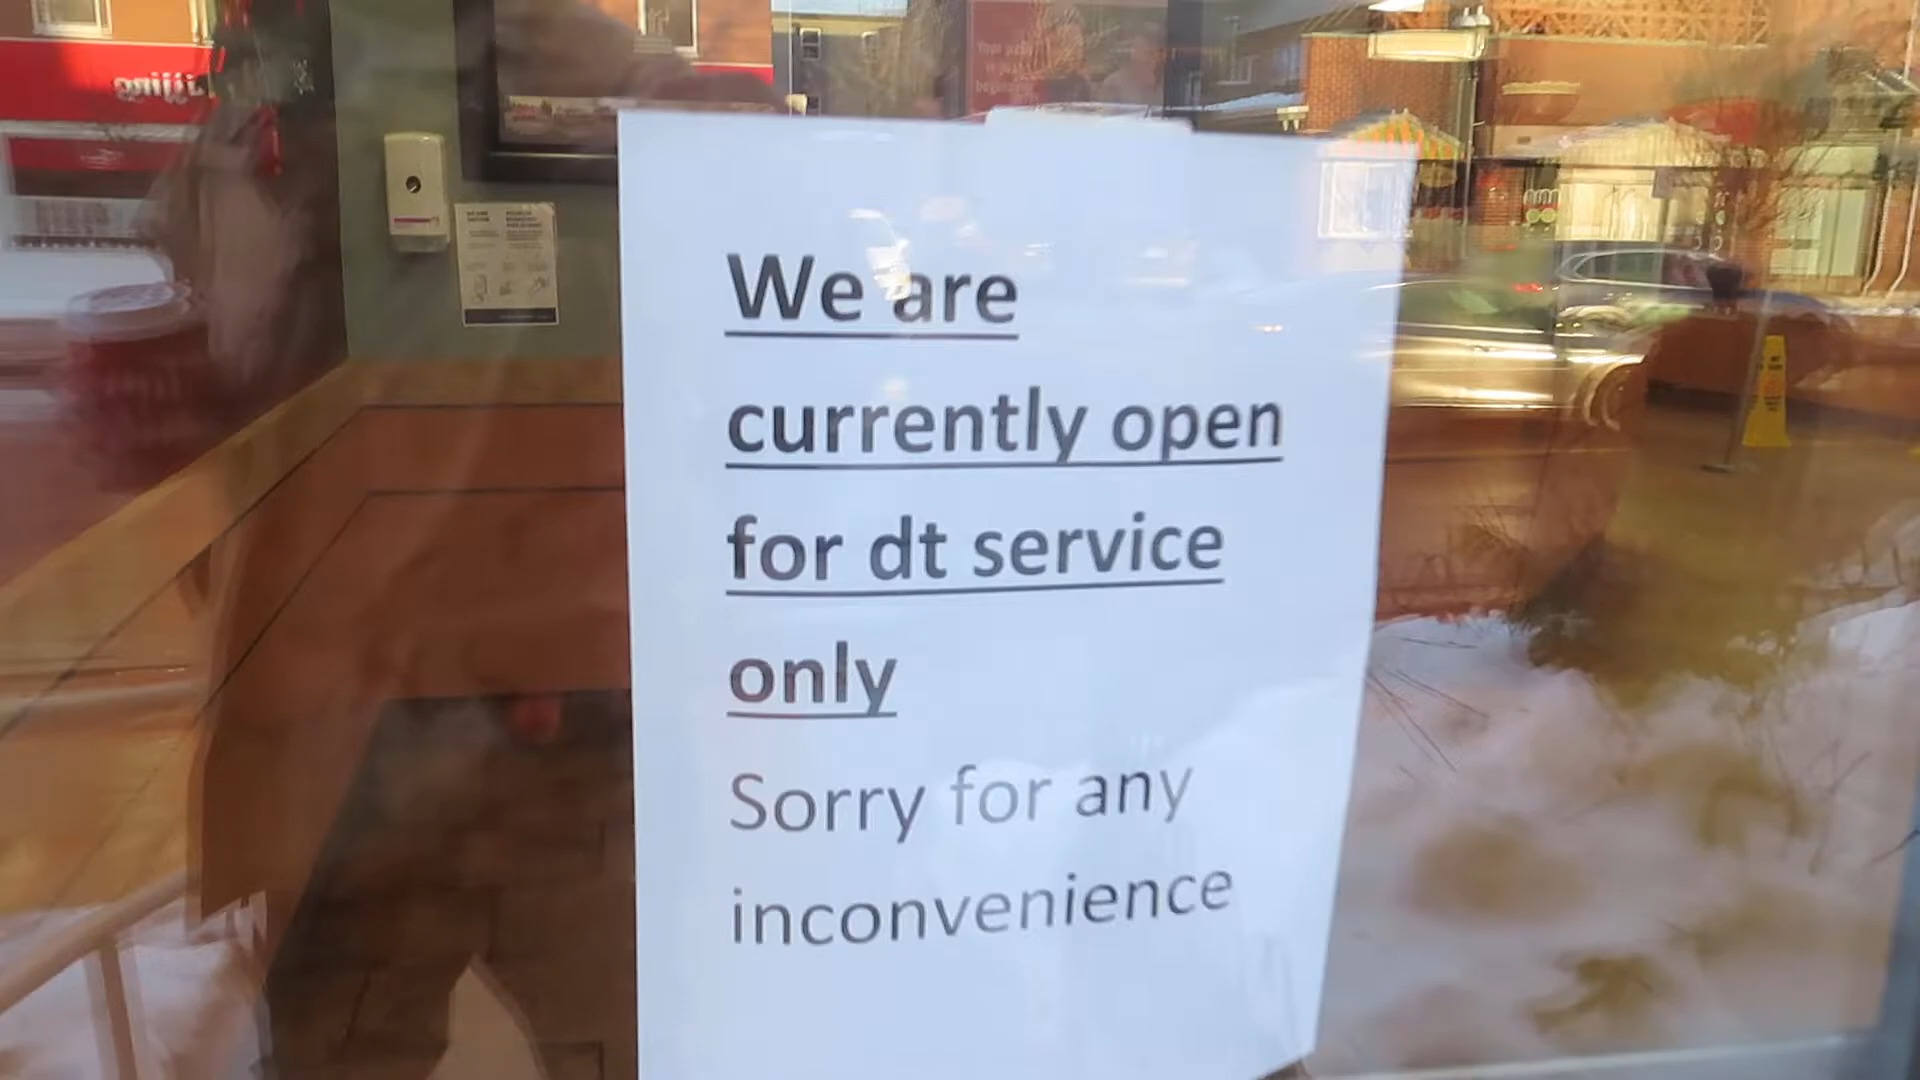 We are
currently open
for dt service
only
Sorry for any
inconvenience